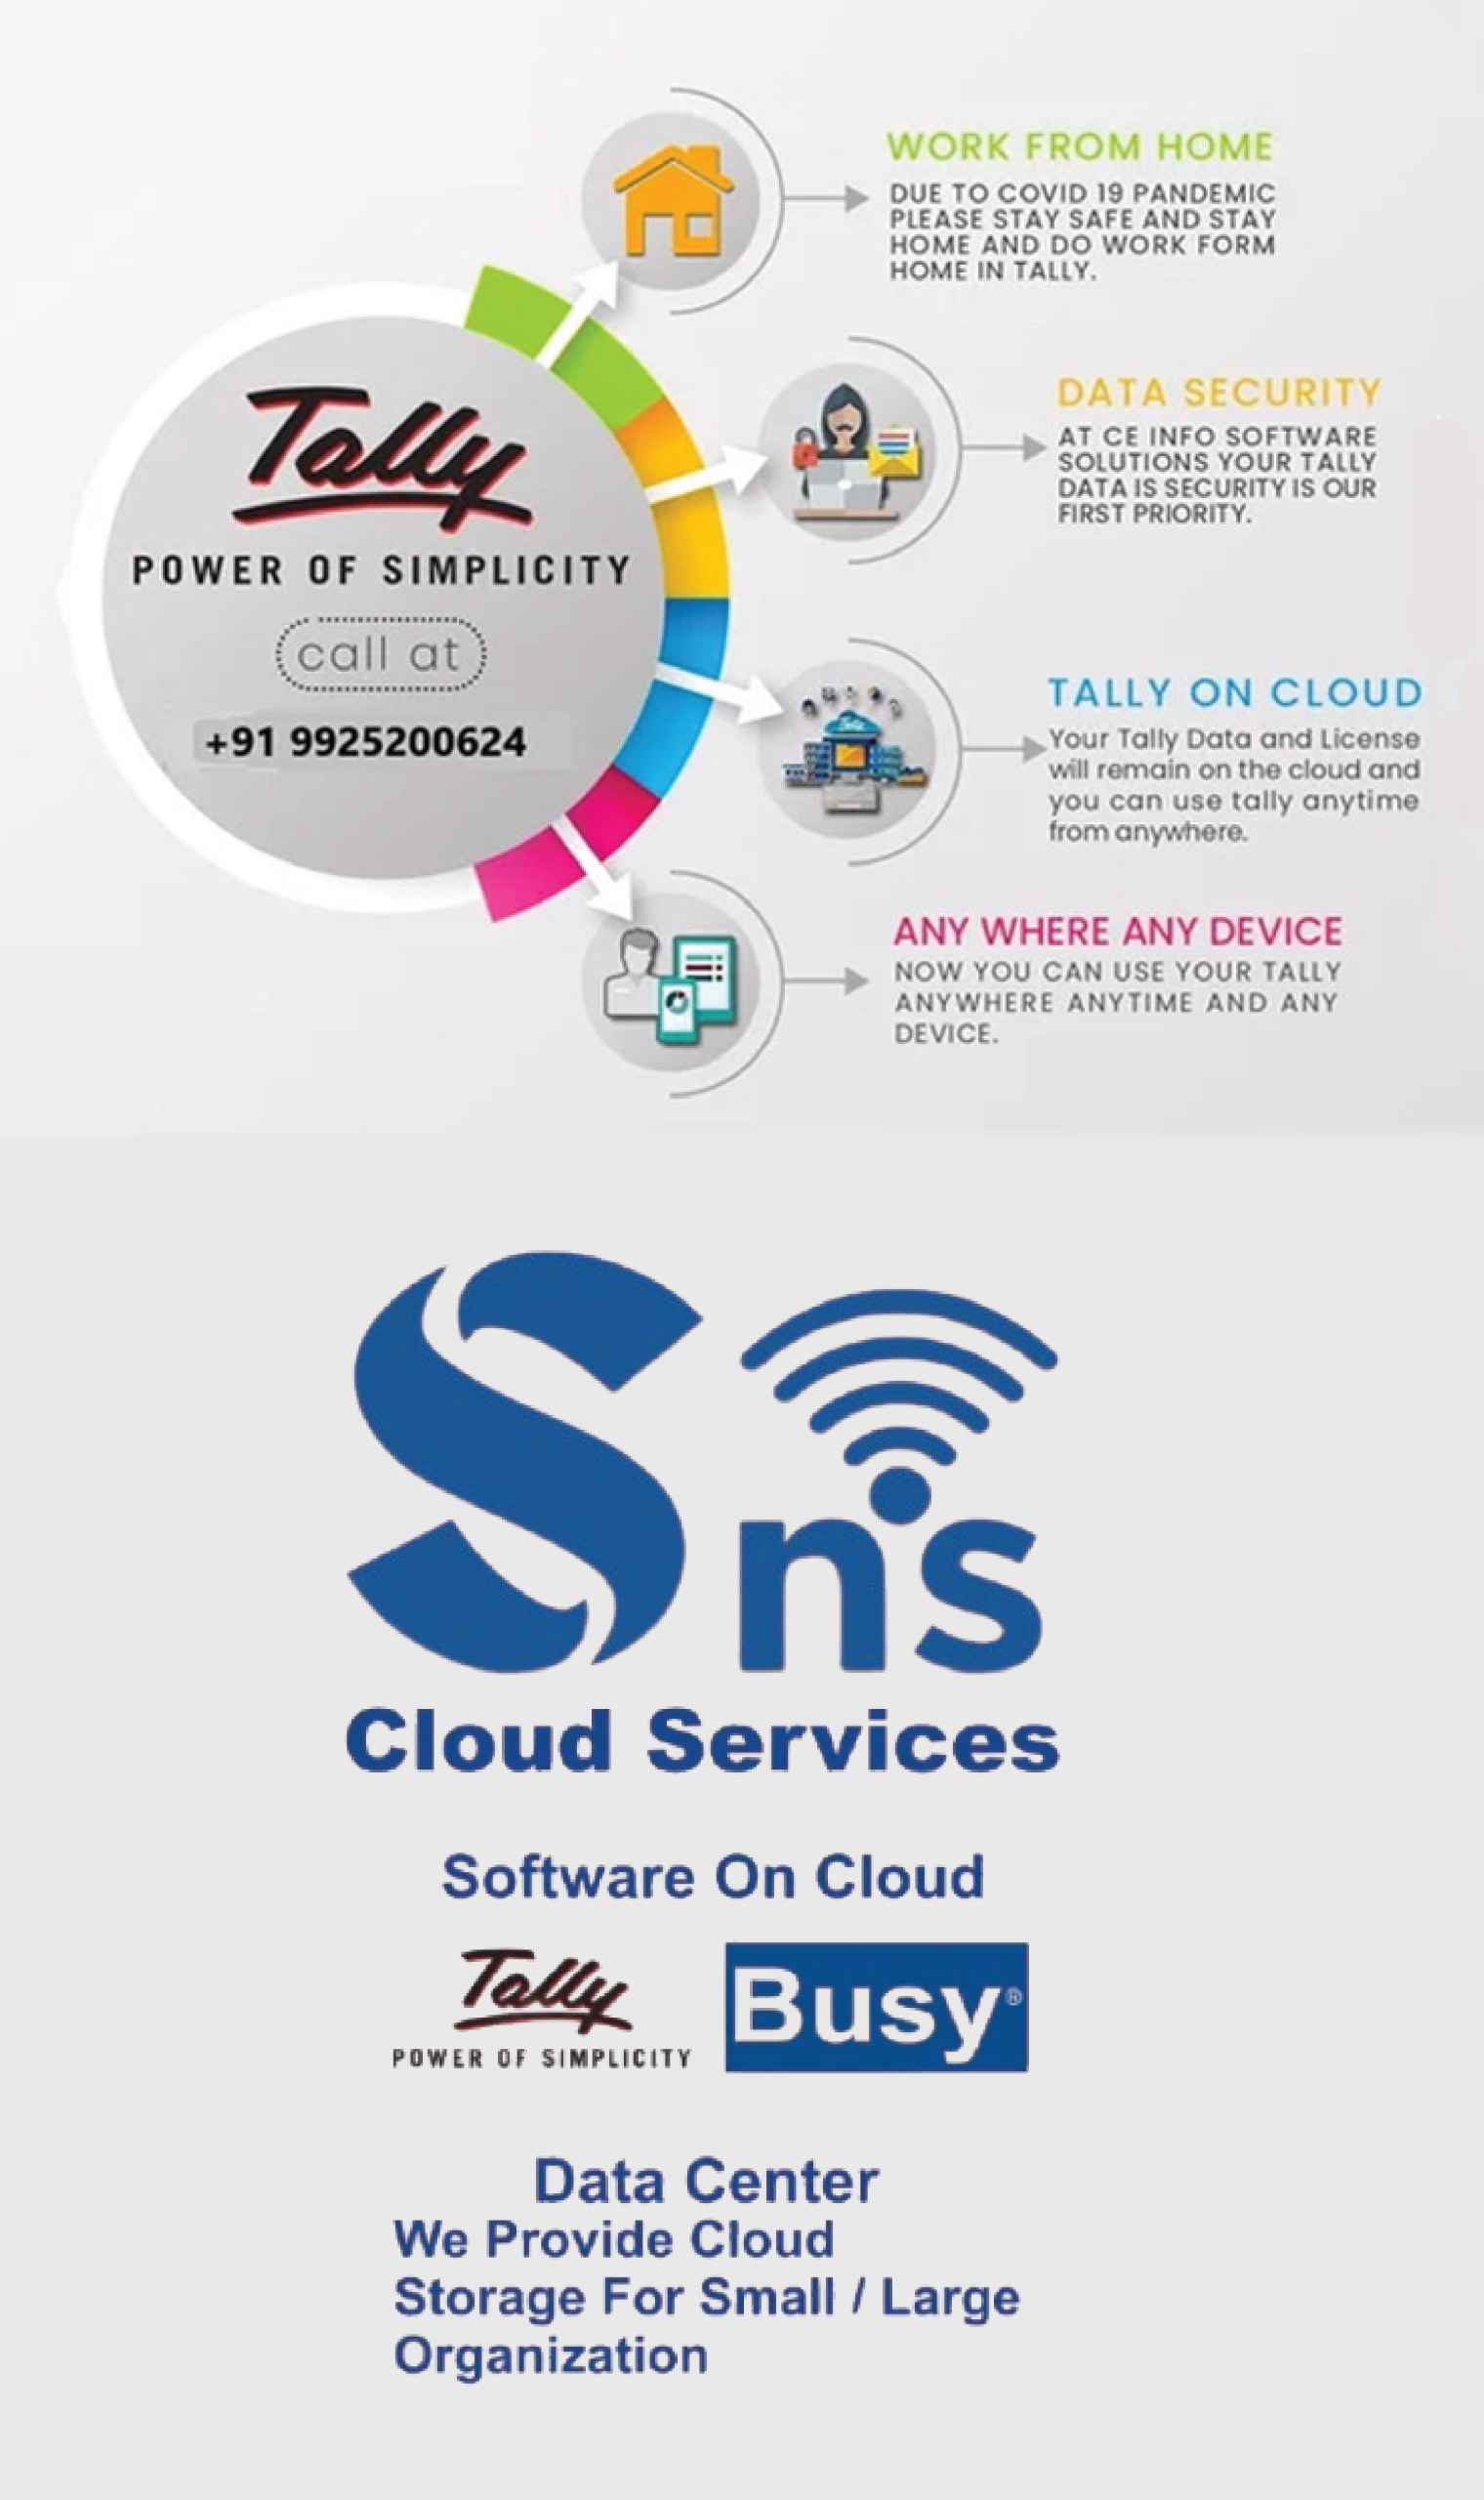 Tally
POWER OF SIMPLICITY
call at
+91 9925200624
WORK FROM HOME
DUE TO COVID 19 PANDEMIC
PLEASE STAY SAFE AND STAY
HOME AND DO WORK FORM
HOME IN TALLY.
DATA SECURITY
AT CE INFO SOFTWARE
SOLUTIONS YOUR TALLY
DATA IS SECURITY IS OUR
FIRST PRIORITY.
TALLY ON CLOUD
Your Tally Data and License
will remain on the cloud and
you can use tally anytime
from anywhere.
Tally
ANY WHERE ANY DEVICE
NOW YOU CAN USE YOUR TALLY
ANYWHERE ANYTIME AND ANY
DEVICE.
Sns
Cloud Services
Software On Cloud
Tally
POWER OF SIMPLICITY
Busy®
Data Center
We Provide Cloud
Storage For Small / Large
Organization